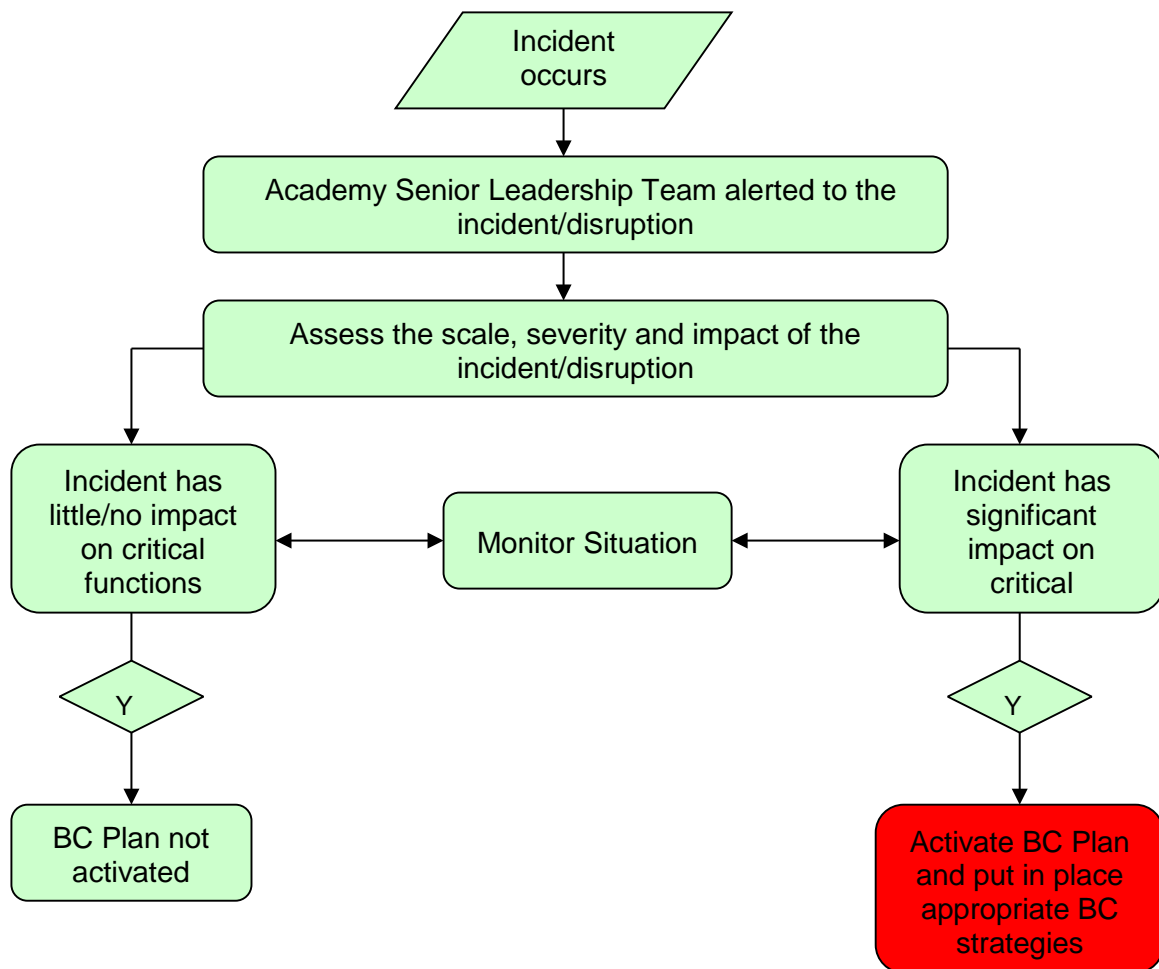 Incident
occurs
Academy Senior Leadership Team alerted to the
incident/disruption
Assess the scale, severity and impact of the
incident/disruption
Incident has
little/no impact
on critical
functions
Monitor Situation
Incident has
significant
impact on
critical
Y
Y
BC Plan not
activated
Activate BC Plan
and put in place
appropriate BC
strategies